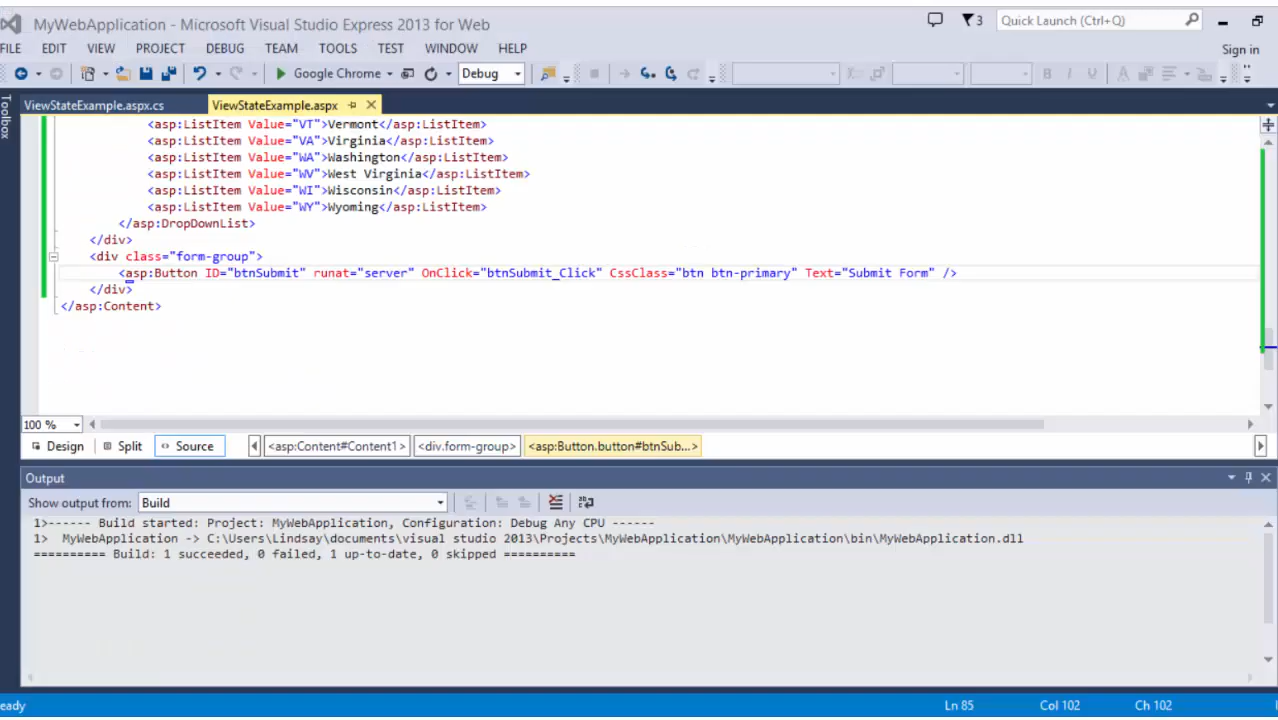 MyWebApplication - Microsoft Visual Studio Express 2013 for Web
3
Quick Launch (Ctrl+Q)
FILE EDIT VIEW PROJECT DEBUG TEAM TOOLS TEST WINDOW HELP
Sign in
Google Chrome
Debug
B I U A
Toolbox
ViewStateExample.aspx.cs
ViewStateExample.aspx
<asp:ListItem Value="VT">Vermont</asp:ListItem>
<asp:ListItem Value="VA">Virginia</asp:ListItem>
<asp:ListItem Value="WA">Washington</asp:ListItem>
<asp:ListItem Value="WV">West Virginia</asp:ListItem>
<asp:ListItem Value="WI">Wisconsin</asp:ListItem>
<asp:ListItem Value="WY">Wyoming</asp:ListItem>
</asp:DropDownList>
</div>
<div class="form-group">
<asp:Button ID="btnSubmit" runat="server" OnClick="btnSubmit_Click" CssClass="btn btn-primary" Text="Submit Form" />
</div>
</asp:Content>
100 %
Design Split Source <asp:Content#Content1> <div.form-group> <asp:Button.button#btnSub...>
Output
Show output from: Build
1>------ Build started: Project: MyWebApplication, Configuration: Debug Any CPU ------
1>  MyWebApplication -> C:\Users\Lindsay\documents\visual studio 2013\Projects\MyWebApplication\MyWebApplication\bin\MyWebApplication.dll
========== Build: 1 succeeded, 0 failed, 1 up-to-date, 0 skipped ==========
eady
Ln 85 Col 102 Ch 102